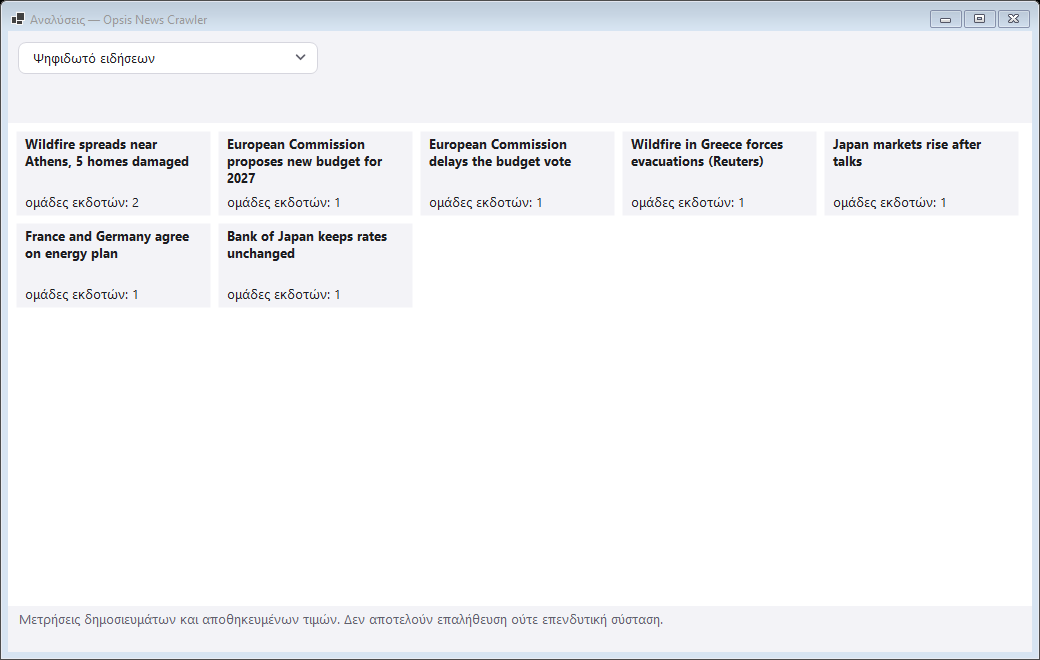 Αναλύσεις — Opsis News Crawler
Ψηφιδωτό ειδήσεων
Wildfire spreads near
Athens, 5 homes damaged
ομάδες εκδοτών: 2
European Commission
proposes new budget for
2027
ομάδες εκδοτών: 1
European Commission
delays the budget vote
ομάδες εκδοτών: 1
Wildfire in Greece forces
evacuations (Reuters)
ομάδες εκδοτών: 1
Japan markets rise after
talks
ομάδες εκδοτών: 1
France and Germany agree
on energy plan
ομάδες εκδοτών: 1
Bank of Japan keeps rates
unchanged
ομάδες εκδοτών: 1
Μετρήσεις δημοσιευμάτων και αποθηκευμένων τιμών. Δεν αποτελούν επαλήθευση ούτε επενδυτική σύσταση.